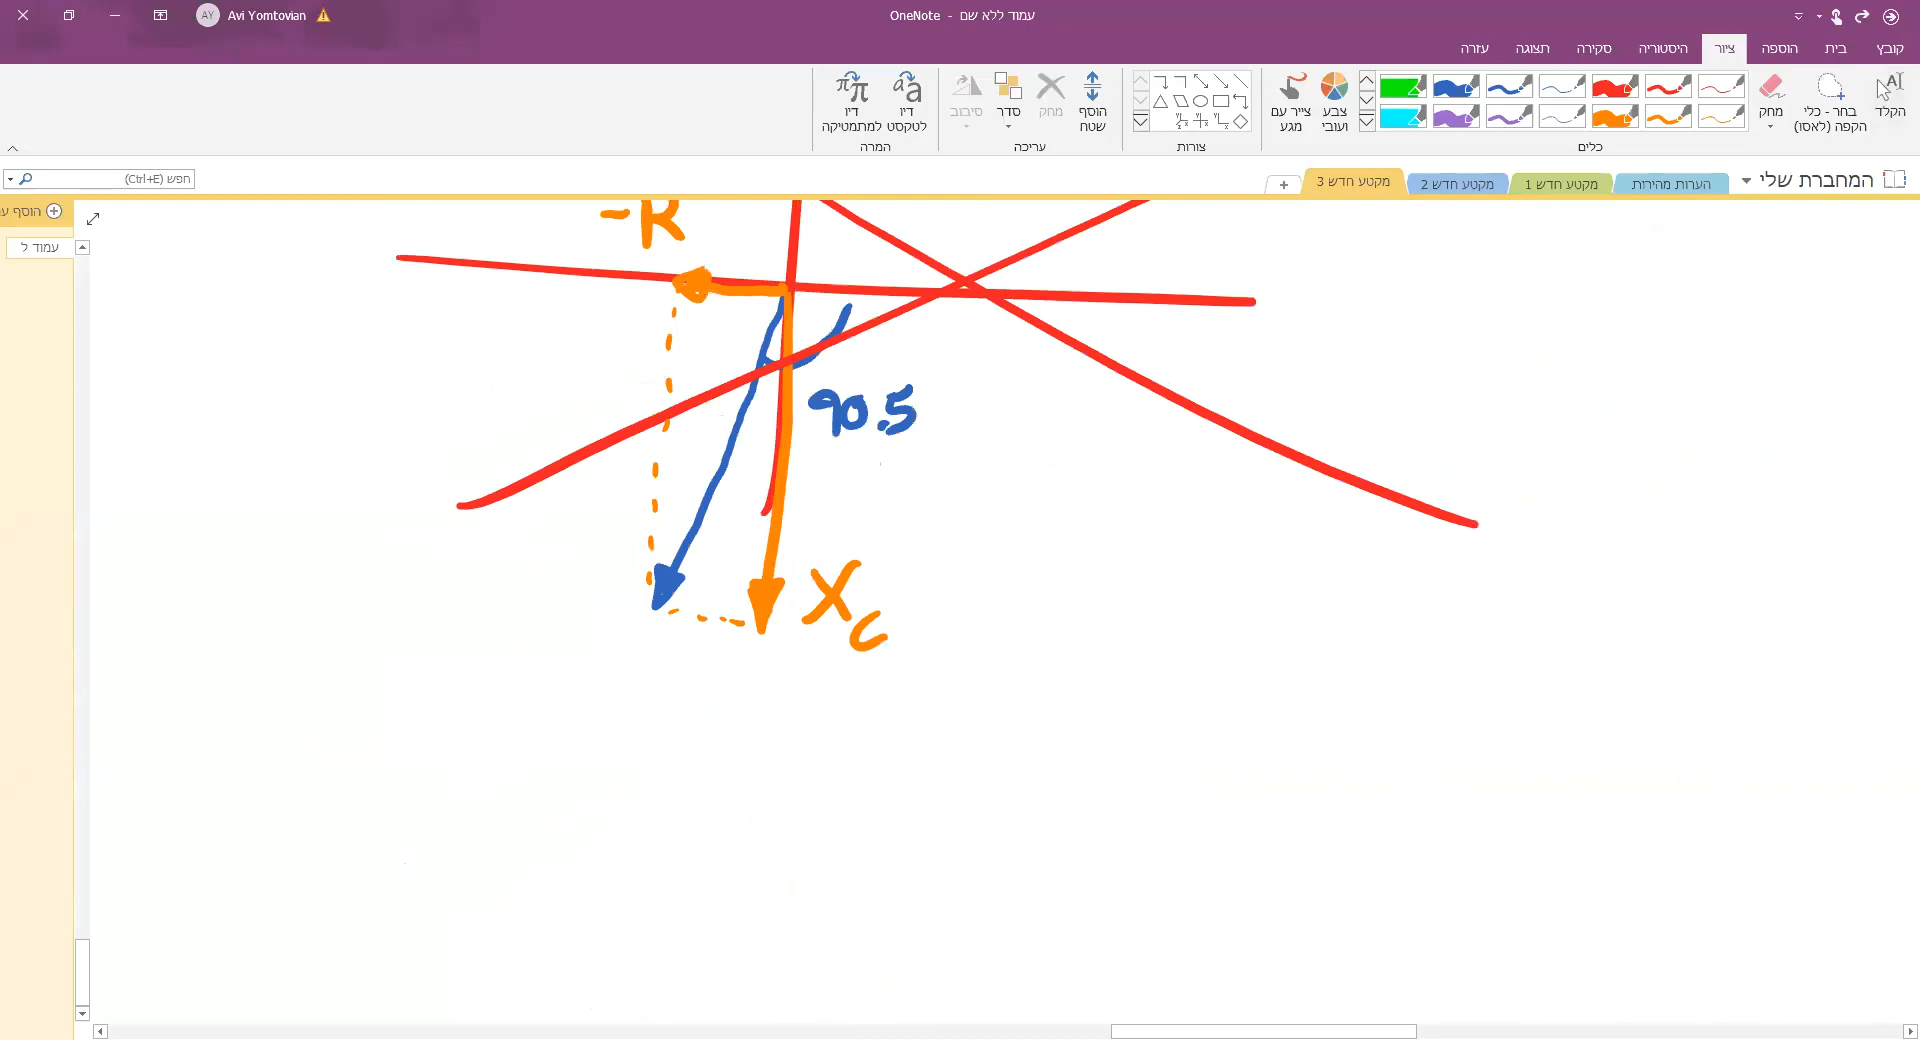 Avi Yomtovian
AY
עמוד ללא שם - OneNote
קובץ
בית
הוספה
ציור
היסטוריה
סקירה
תצוגה
עזרה
הקלד
בחר - כלי
הקפה (לאסו)
מחק
כלים
צבע
ועובי
צייר עם
מגע
צורות
הוסף
שטח
מחק
סדר
סיבוב
עריכה
דיו
לטקסט
דיו
למתמטיקה
המרה
המחברת שלי
הערות מהירות
מקטע חדש 1
מקטע חדש 2
מקטע חדש 3
חפש (Ctrl+E)
הוסף
עמוד ל
-R
90.5
Xc